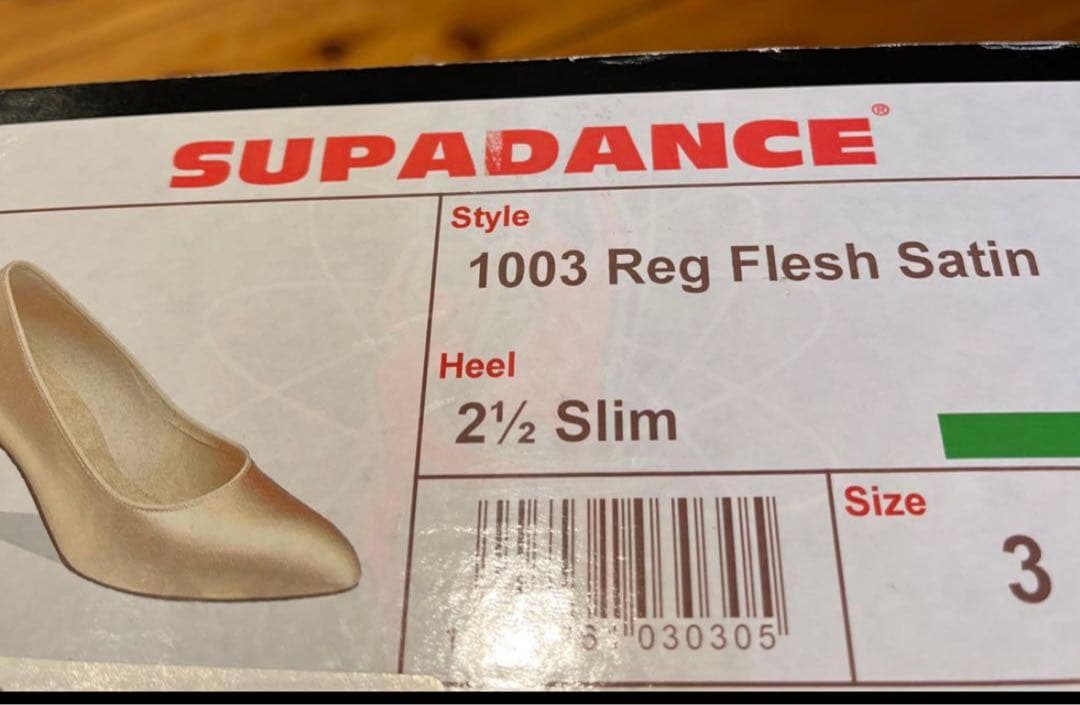 SUPADANCE®
Style
1003 Reg Flesh Satin
Heel
2½ Slim
Size
3
030305